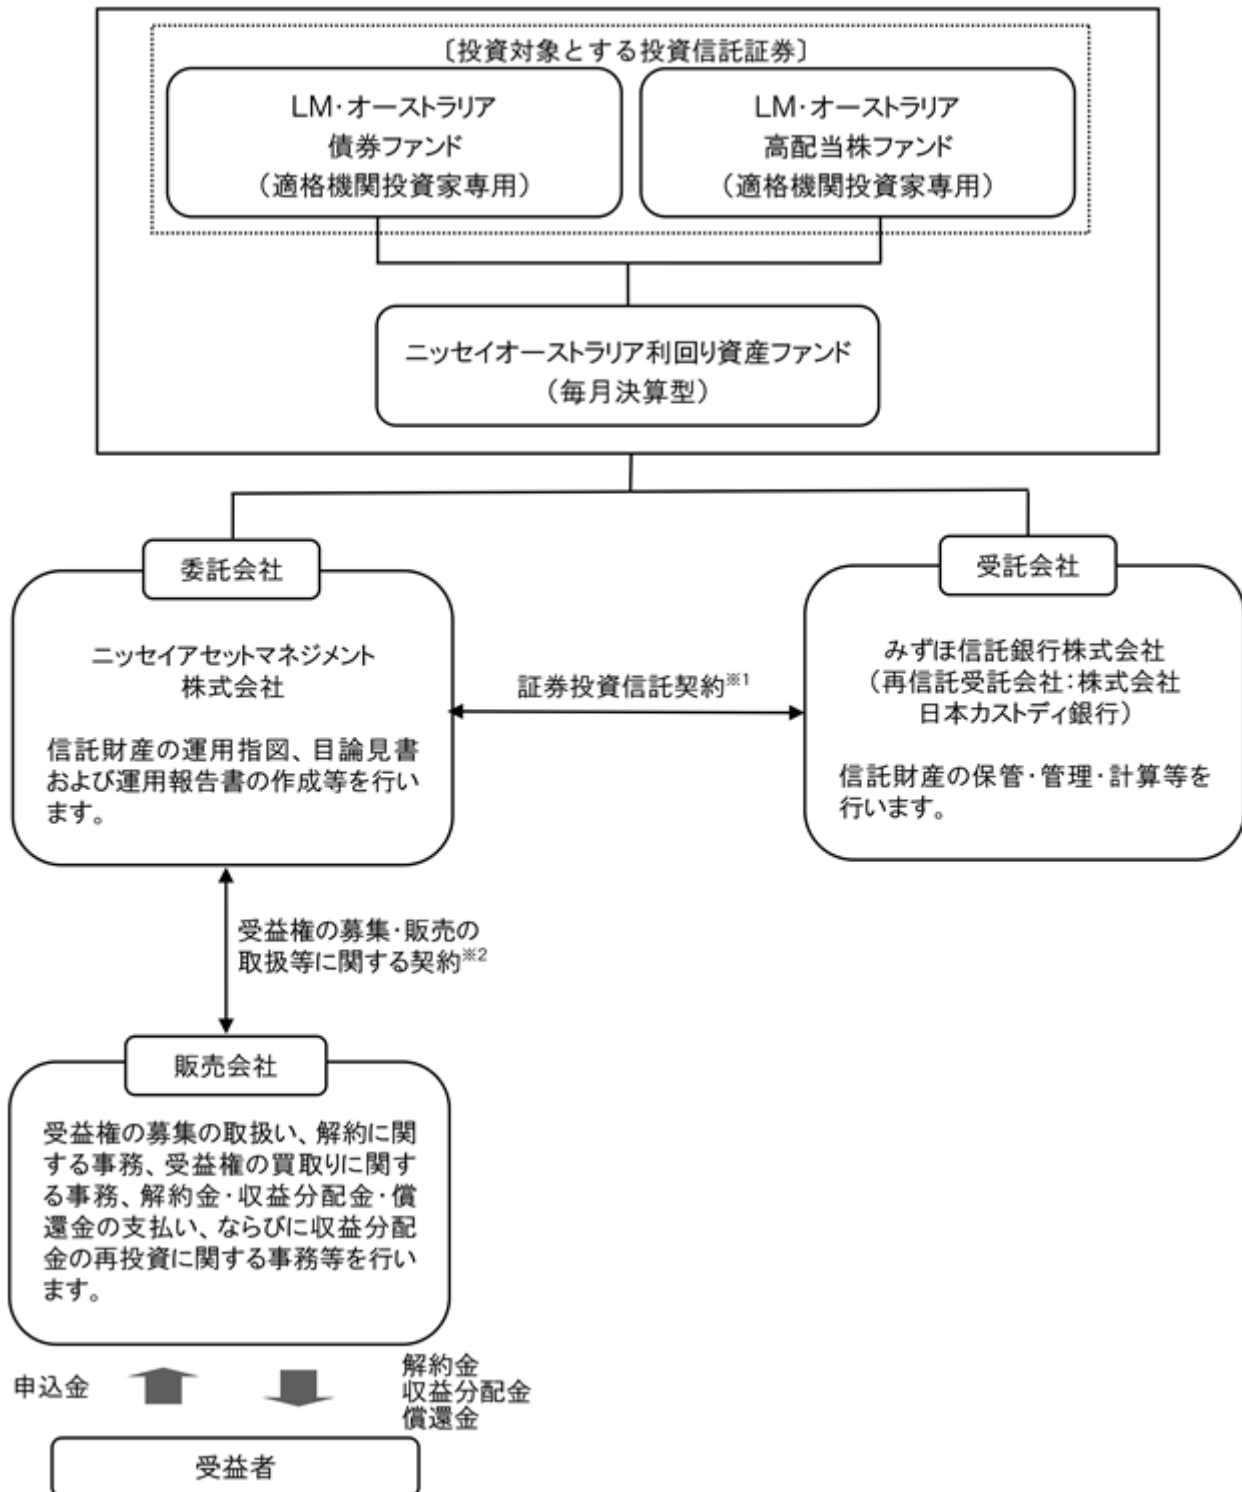 〔投資対象とする投資信託証券〕
LM・オーストラリア
債券ファンド
（適格機関投資家専用）
LM・オーストラリア
高配当株ファンド
（適格機関投資家専用）
ニッセイオーストラリア利回り資産ファンド
（毎月決算型）
委託会社
ニッセイアセットマネジメント
株式会社
信託財産の運用指図、目論見書
および運用報告書の作成等を行い
ます。
証券投資信託契約※1
受託会社
みずほ信託銀行株式会社
（再信託受託会社：株式会社
日本カストディ銀行）
信託財産の保管・管理・計算等を
行います。
受益権の募集・販売の
取扱等に関する契約※2
販売会社
受益権の募集の取扱い、解約に関
する事務、受益権の買取りに関す
る事務、解約金・収益分配金・償
還金の支払い、ならびに収益分配
金の再投資に関する事務等を行い
ます。
申込金
解約金
収益分配金
償還金
受益者